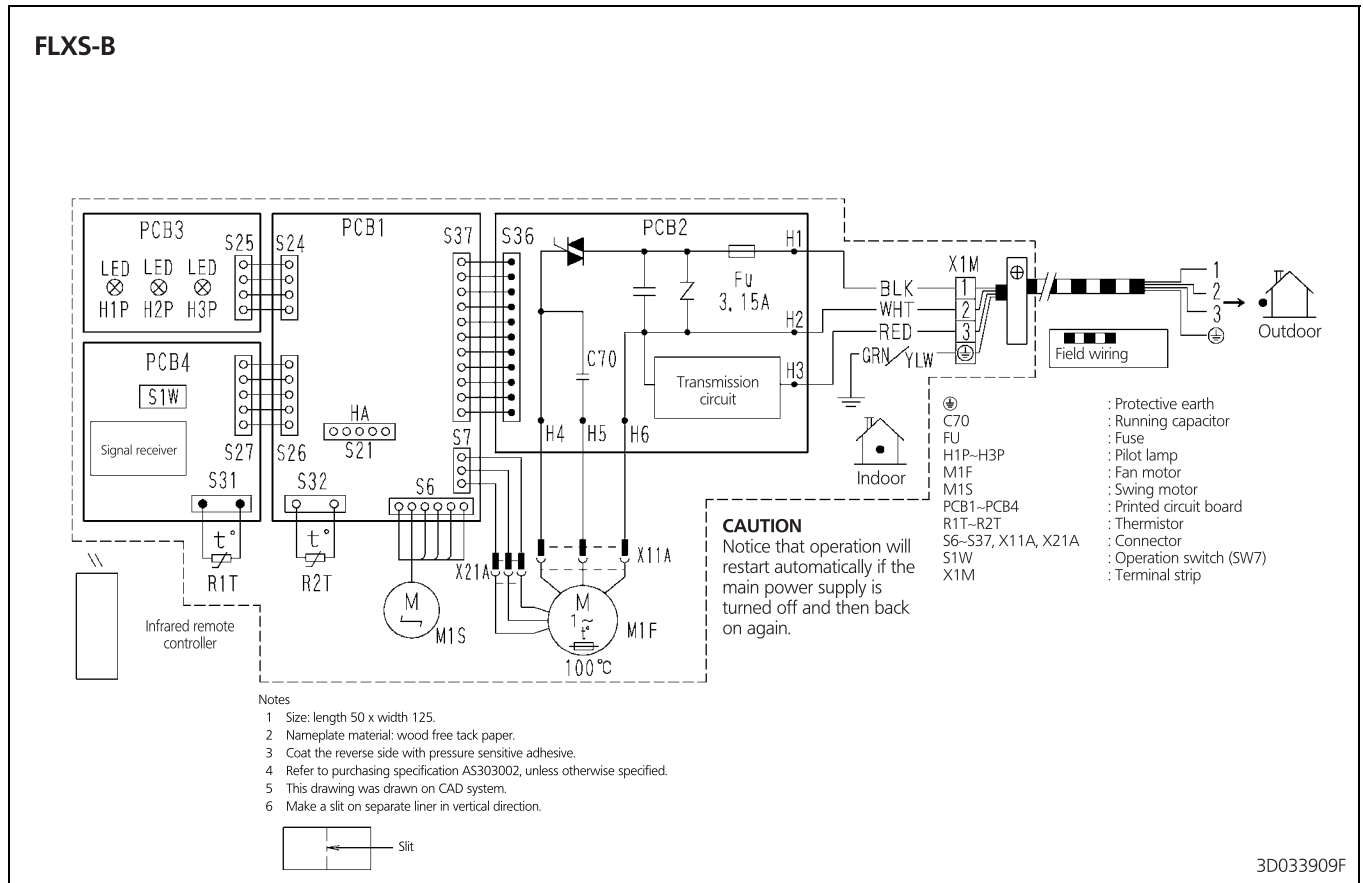 FLXS-B
PCB3
LED LED LED
H1P H2P H3P
S25
S24
PCB1
S37
S36
PCB2
H1
Fu
3.15A
H2
H3
C70
Transmission
circuit
H4
H5
H6
PCB4
S1W
Signal receiver
S27
S26
HA
S21
S7
S31
S32
S6
t°
R1T
t°
R2T
X21A
X11A
M
M1S
M
1~
t°
M1F
100°C
Infrared remote
controller
X1M
BLK
1
WHT
2
RED
3
GRN
YLW
1
2
3
Outdoor
Field wiring
Indoor
: Protective earth
C70 : Running capacitor
FU : Fuse
H1P~H3P : Pilot lamp
M1F : Fan motor
M1S : Swing motor
PCB1~PCB4 : Printed circuit board
R1T~R2T : Thermistor
S6~S37, X11A, X21A : Connector
S1W : Operation switch (SW7)
X1M : Terminal strip
CAUTION
Notice that operation will
restart automatically if the
main power supply is
turned off and then back
on again.
Notes
1 Size: length 50 x width 125.
2 Nameplate material: wood free tack paper.
3 Coat the reverse side with pressure sensitive adhesive.
4 Refer to purchasing specification AS303002, unless otherwise specified.
5 This drawing was drawn on CAD system.
6 Make a slit on separate liner in vertical direction.
Slit
3D033909F